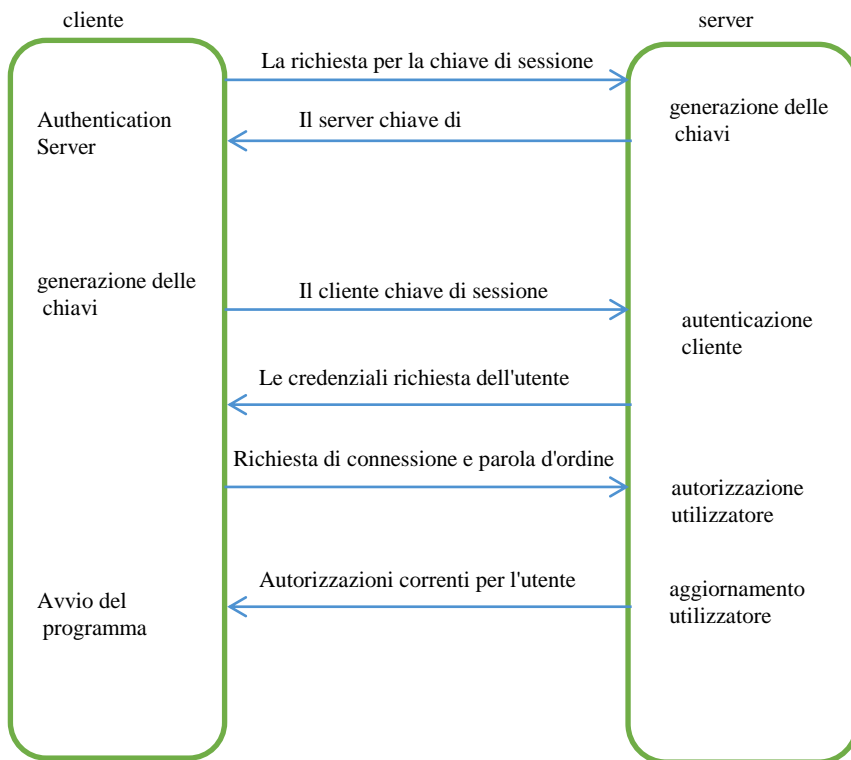 cliente
server
La richiesta per la chiave di sessione
generazione delle
chiavi
Authentication
Server
Il server chiave di
generazione delle
chiavi
Il cliente chiave di sessione
autenticazione
cliente
Le credenziali richiesta dell'utente
Richiesta di connessione e parola d'ordine
autorizzazione
utilizzatore
Autorizzazioni correnti per l'utente
aggiornamento
utilizzatore
Avvio del
programma